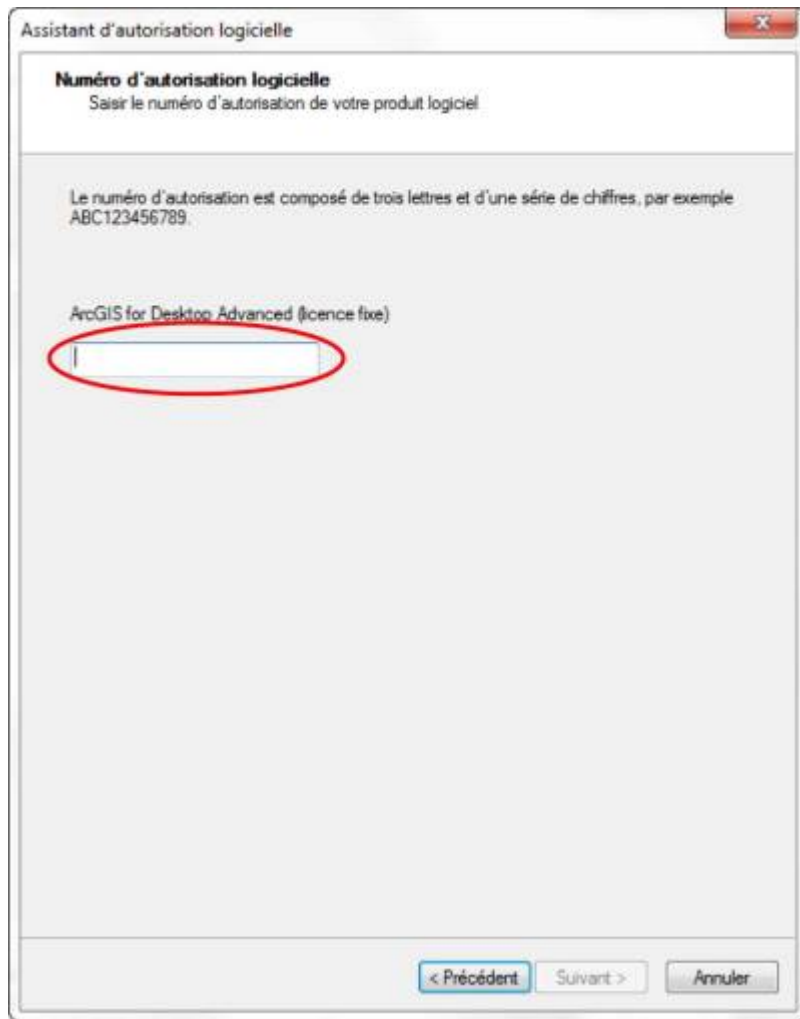 Assistant d'autorisation logicielle
Numéro d'autorisation logicielle
Saisir le numéro d'autorisation de votre produit logiciel
Le numéro d'autorisation est composé de trois lettres et d'une série de chiffres, par exemple
ABC123456789.
ArcGIS for Desktop Advanced (licence fixe)
< Précédent Suivant > Annuler